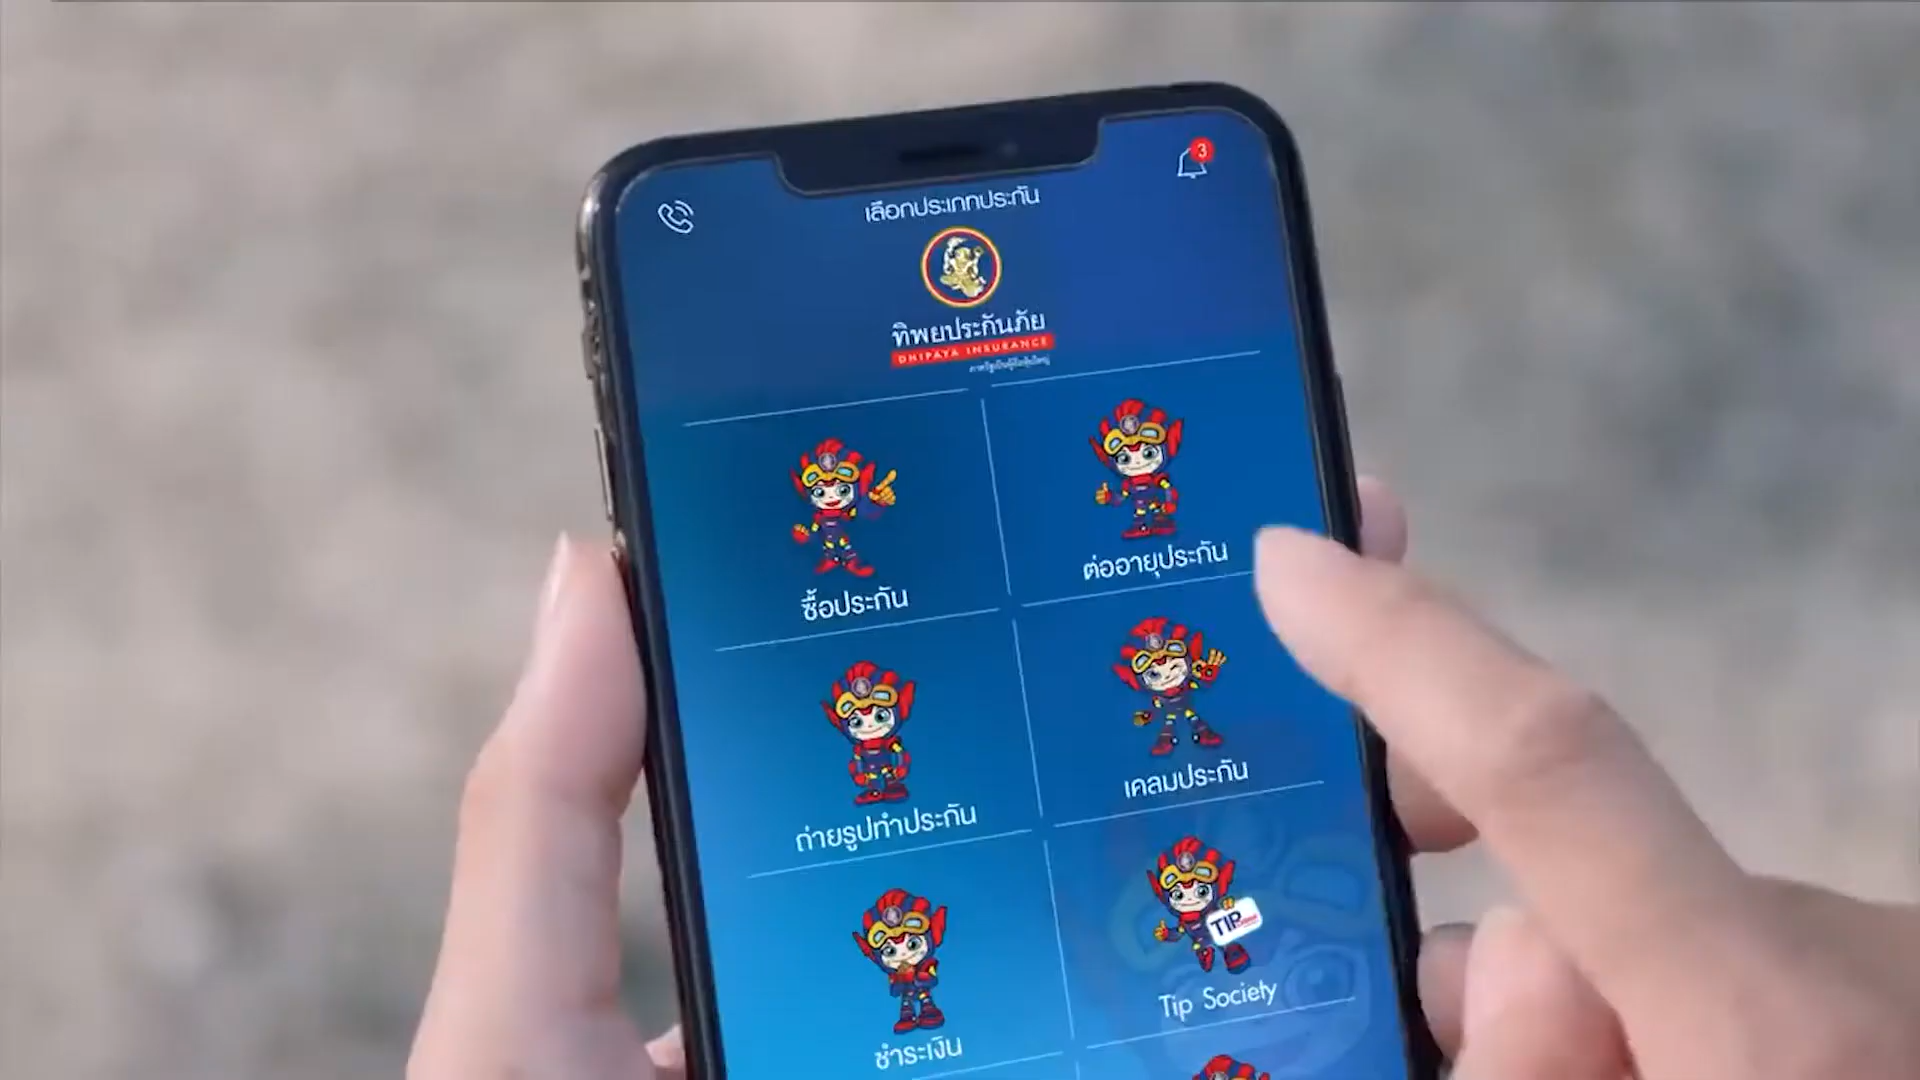 3
เลือกประเภทประกัน
ทิพยประกันภัย
DHIPAYA INSURANCE
ซื้อประกัน
ต่ออายุประกัน
ถ่ายรูปทำประกัน
เคลมประกัน
TIP
ชำระเงิน
Tip Society